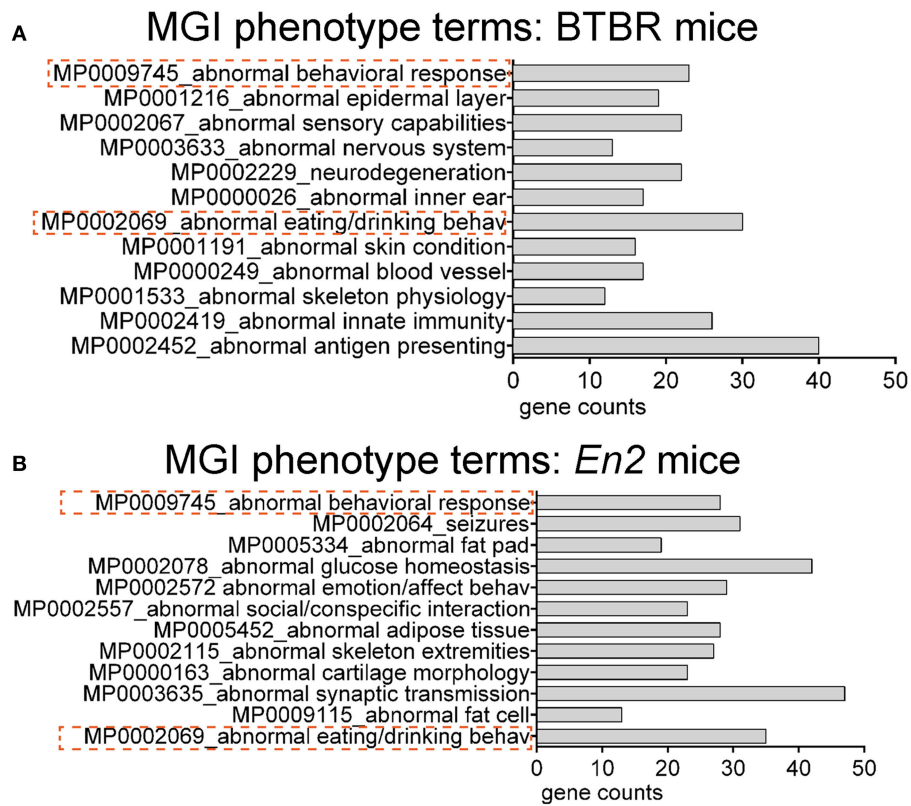 A
MGI phenotype terms: BTBR mice
MP0009745_abnormal behavioral response
MP0001216_abnormal epidermal layer
MP0002067_abnormal sensory capabilities
MP0003633_abnormal nervous system
MP0002229_neurodegeneration
MP0000026_abnormal inner ear
MP0002069_abnormal eating/drinking behav
MP0001191_abnormal skin condition
MP0000249_abnormal blood vessel
MP0001533_abnormal skeleton physiology
MP0002419_abnormal innate immunity
MP0002452_abnormal antigen presenting
0 10 20 30 40 50
gene counts
B
MGI phenotype terms: En2 mice
MP0009745_abnormal behavioral response
MP0002064_seizures
MP0005334_abnormal fat pad
MP0002078_abnormal glucose homeostasis
MP0002572 abnormal emotion/affect behav
MP0002557_abnormal social/conspecific interaction
MP0005452_abnormal adipose tissue
MP0002115_abnormal skeleton extremities
MP0000163_abnormal cartilage morphology
MP0003635_abnormal synaptic transmission
MP0009115_abnormal fat cell
MP0002069_abnormal eating/drinking behav
0 10 20 30 40 50
gene counts